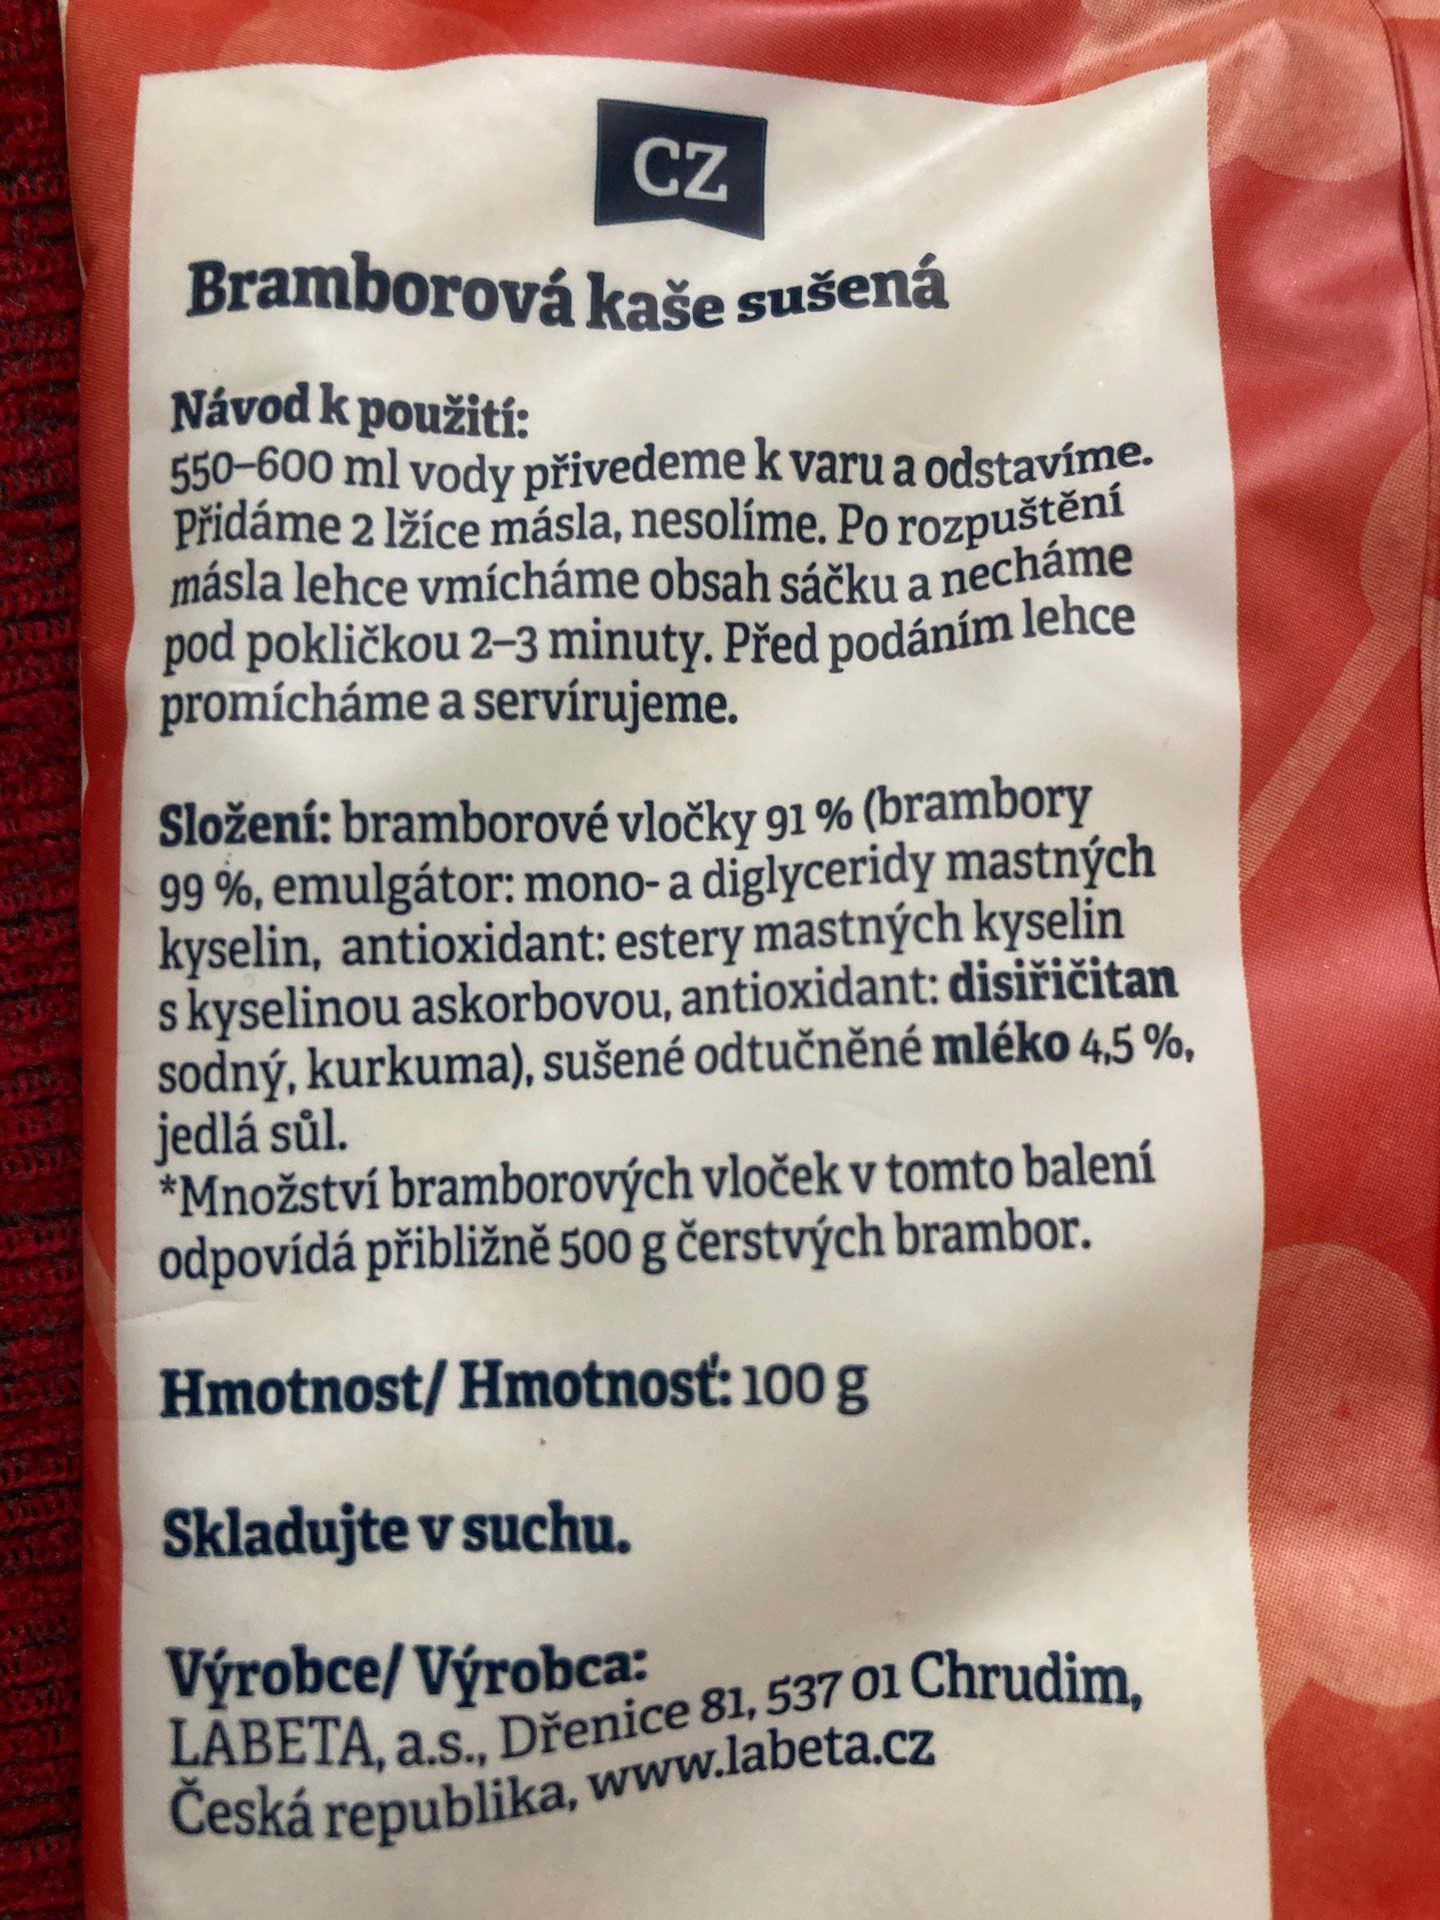 CZ
Bramborová kaše sušená
Návod k použití:
550–600 ml vody přivedeme k varu a odstavíme.
Přidáme 2 lžíce másla, nesolíme. Po rozpuštění
másla lehce vmícháme obsah sáčku a necháme
pod pokličkou 2–3 minuty. Před podáním lehce
promícháme a servírujeme.
Složení: bramborové vločky 91 % (brambory
99 %, emulgátor: mono- a diglyceridy mastných
kyselin, antioxidant: estery mastných kyselin
s kyselinou askorbovou, antioxidant: disiřičitan
sodný, kurkuma), sušené odtučněné mléko 4,5 %,
jedlá sůl.
*Množství bramborových vloček v tomto balení
odpovídá přibližně 500 g čerstvých brambor.
Hmotnost/ Hmotnosť: 100 g
Skladujte v suchu.
Výrobce/ Výrobca:
LABETA, a.s., Dřenice 81, 537 01 Chrudim,
Česká republika, www.labeta.cz